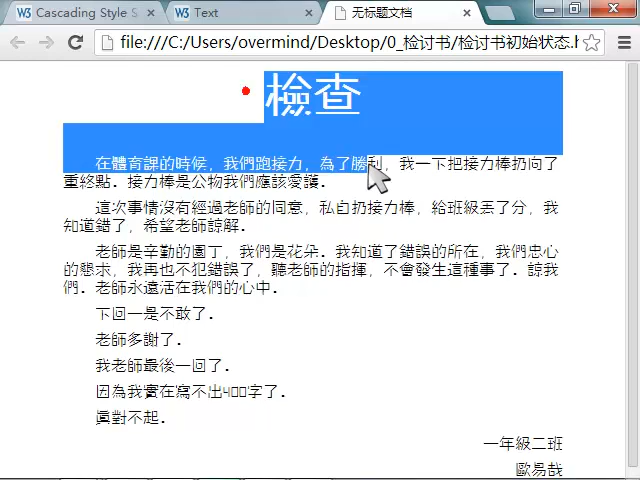 Cascading Style S
Text
无标题文档
file:///C:/Users/overmind/Desktop/0_检讨书/检讨书初始状态.h
檢查
在體育課的時候，我們跑接力，為了勝利，我一下把接力棒扔向了
重終點．接力棒是公物我們應該愛護．
這次事情沒有經過老師的同意，私自扔接力棒，給班級丟了分，我
知道錯了，希望老師諒解．
老師是辛勤的園丁，我們是花朵．我知道了錯誤的所在，我們忠心
的懇求，我再也不犯錯誤了，聽老師的指揮，不會發生這種事了．諒我
們．老師永遠活在我們的心中．
下回一是不敢了．
老師多謝了．
我老師最後一回了．
因為我實在寫不出400字了．
真對不起．
一年級二班
歐易哉